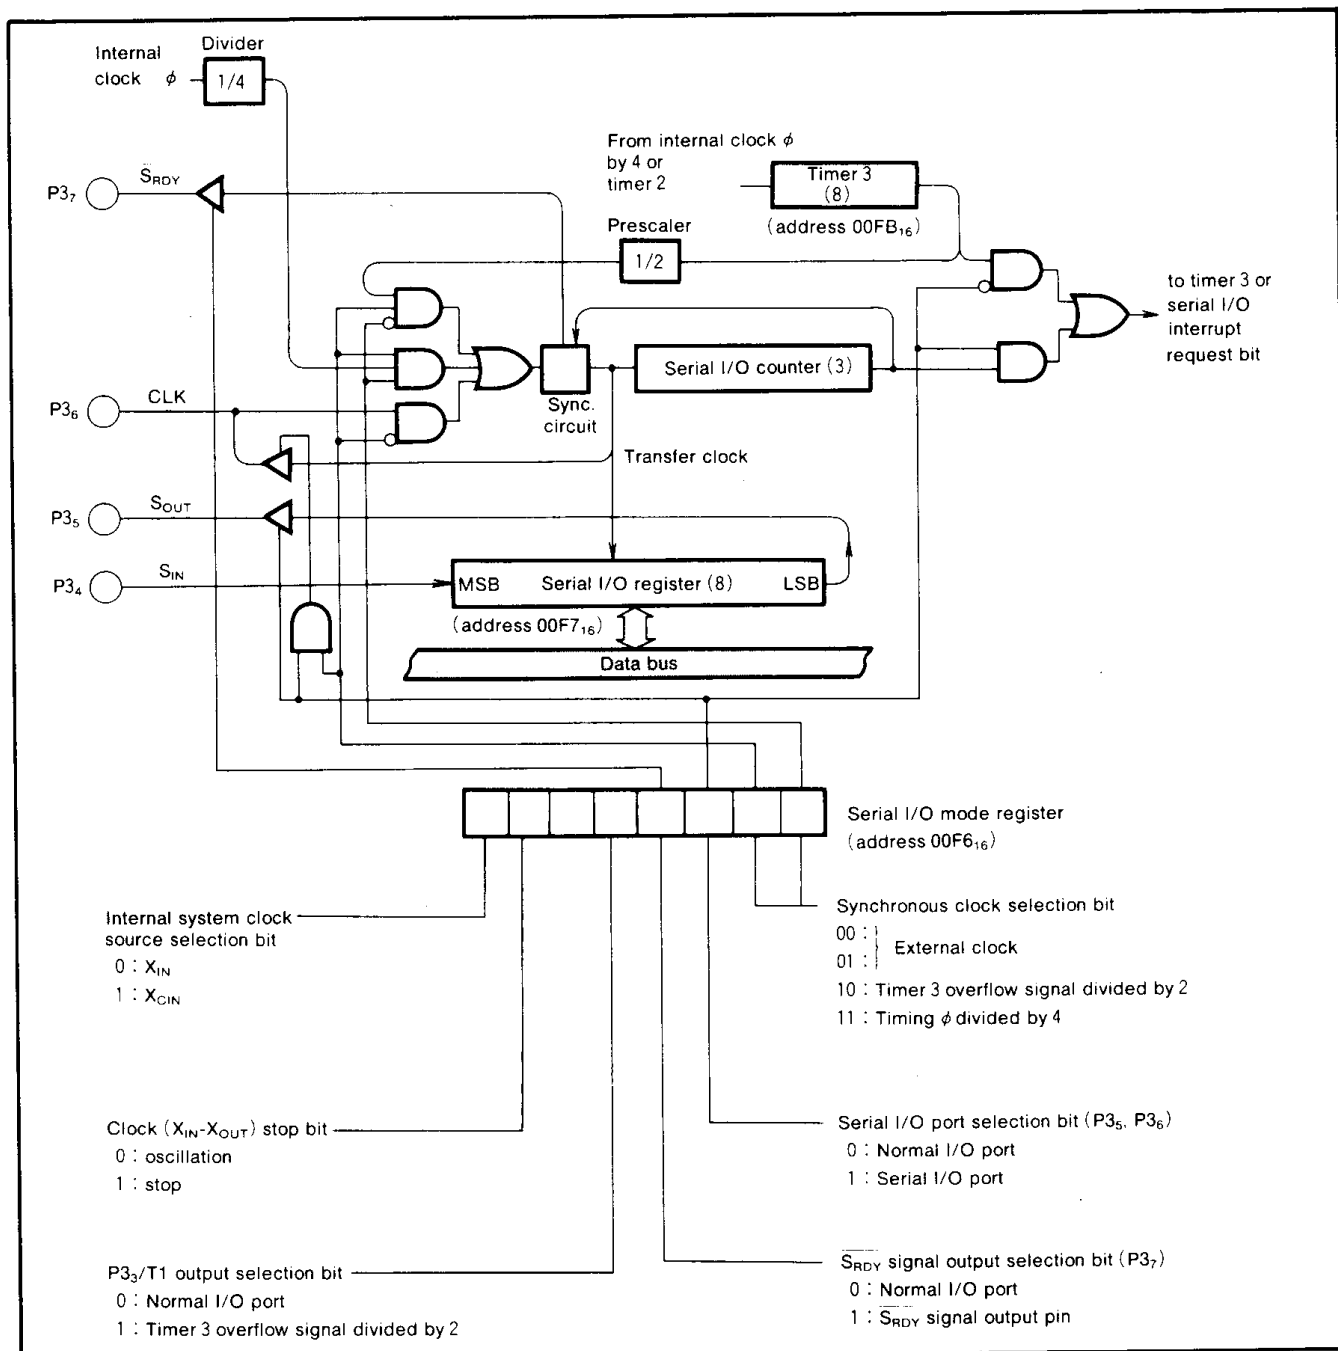 Internal
clock φ
Divider
1/4
From internal clock φ
by 4 or
timer 2
Timer 3
(8)
(address 00FB₁₆)
P3₇
S̅RDY
Prescaler
1/2
to timer 3 or
serial I/O
interrupt
request bit
P3₆
CLK
Sync.
circuit
Serial I/O counter (3)
Transfer clock
P3₅
SOUT
P3₄
SIN
MSB
Serial I/O register (8)
LSB
(address 00F7₁₆)
Data bus
Serial I/O mode register
(address 00F6₁₆)
Internal system clock
source selection bit
0 : XIN
1 : XCIN
Synchronous clock selection bit
00 :
01 :
External clock
10 : Timer 3 overflow signal divided by 2
11 : Timing φ divided by 4
Clock (XIN-XOUT) stop bit
0 : oscillation
1 : stop
Serial I/O port selection bit (P3₅, P3₆)
0 : Normal I/O port
1 : Serial I/O port
P3₃/T1 output selection bit
0 : Normal I/O port
1 : Timer 3 overflow signal divided by 2
S̅R̅D̅Y̅ signal output selection bit (P3₇)
0 : Normal I/O port
1 : S̅R̅D̅Y̅ signal output pin